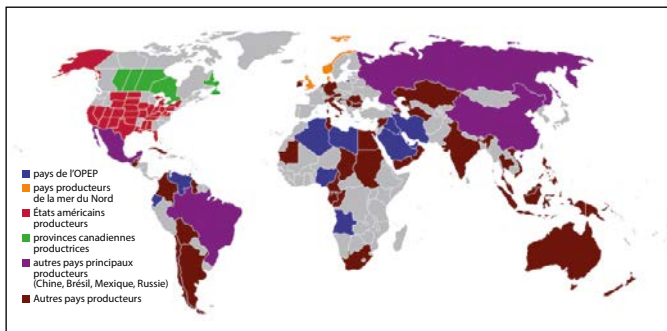 pays de l'OPEP
pays producteurs
de la mer du Nord
États américains
producteurs
provinces canadiennes
productrices
autres pays principaux
producteurs
(Chine, Brésil, Mexique, Russie)
Autres pays producteurs